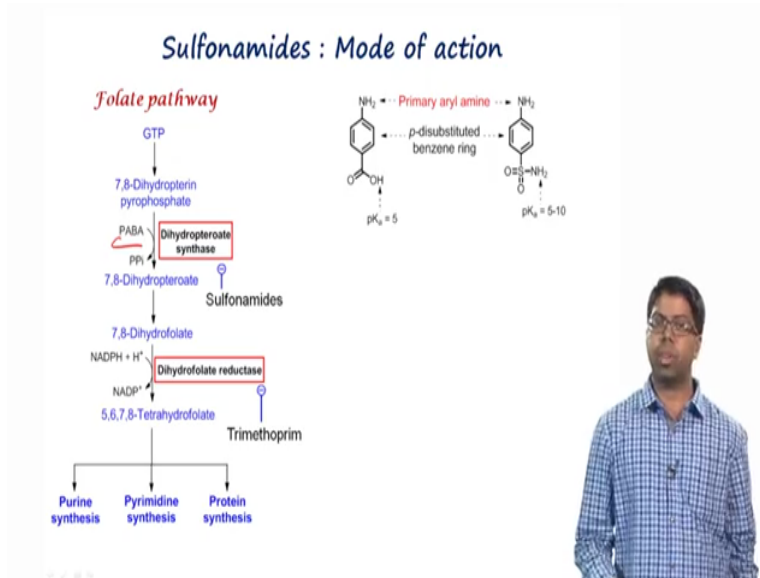 Sulfonamides : Mode of action
Folate pathway
GTP
7,8-Dihydropterin
pyrophosphate
PABA
Dihydropteroate
synthase
PPi
7,8-Dihydropteroate
Sulfonamides
7,8-Dihydrofolate
NADPH + H⁺
Dihydrofolate reductase
NADP⁺
5,6,7,8-Tetrahydrofolate
Trimethoprim
Purine
synthesis
Pyrimidine
synthesis
Protein
synthesis
NH₂
Primary aryl amine
NH₂
p-disubstituted
benzene ring
O
OH
O=S–NH₂
O
pKₐ = 5
pKₐ = 5-10